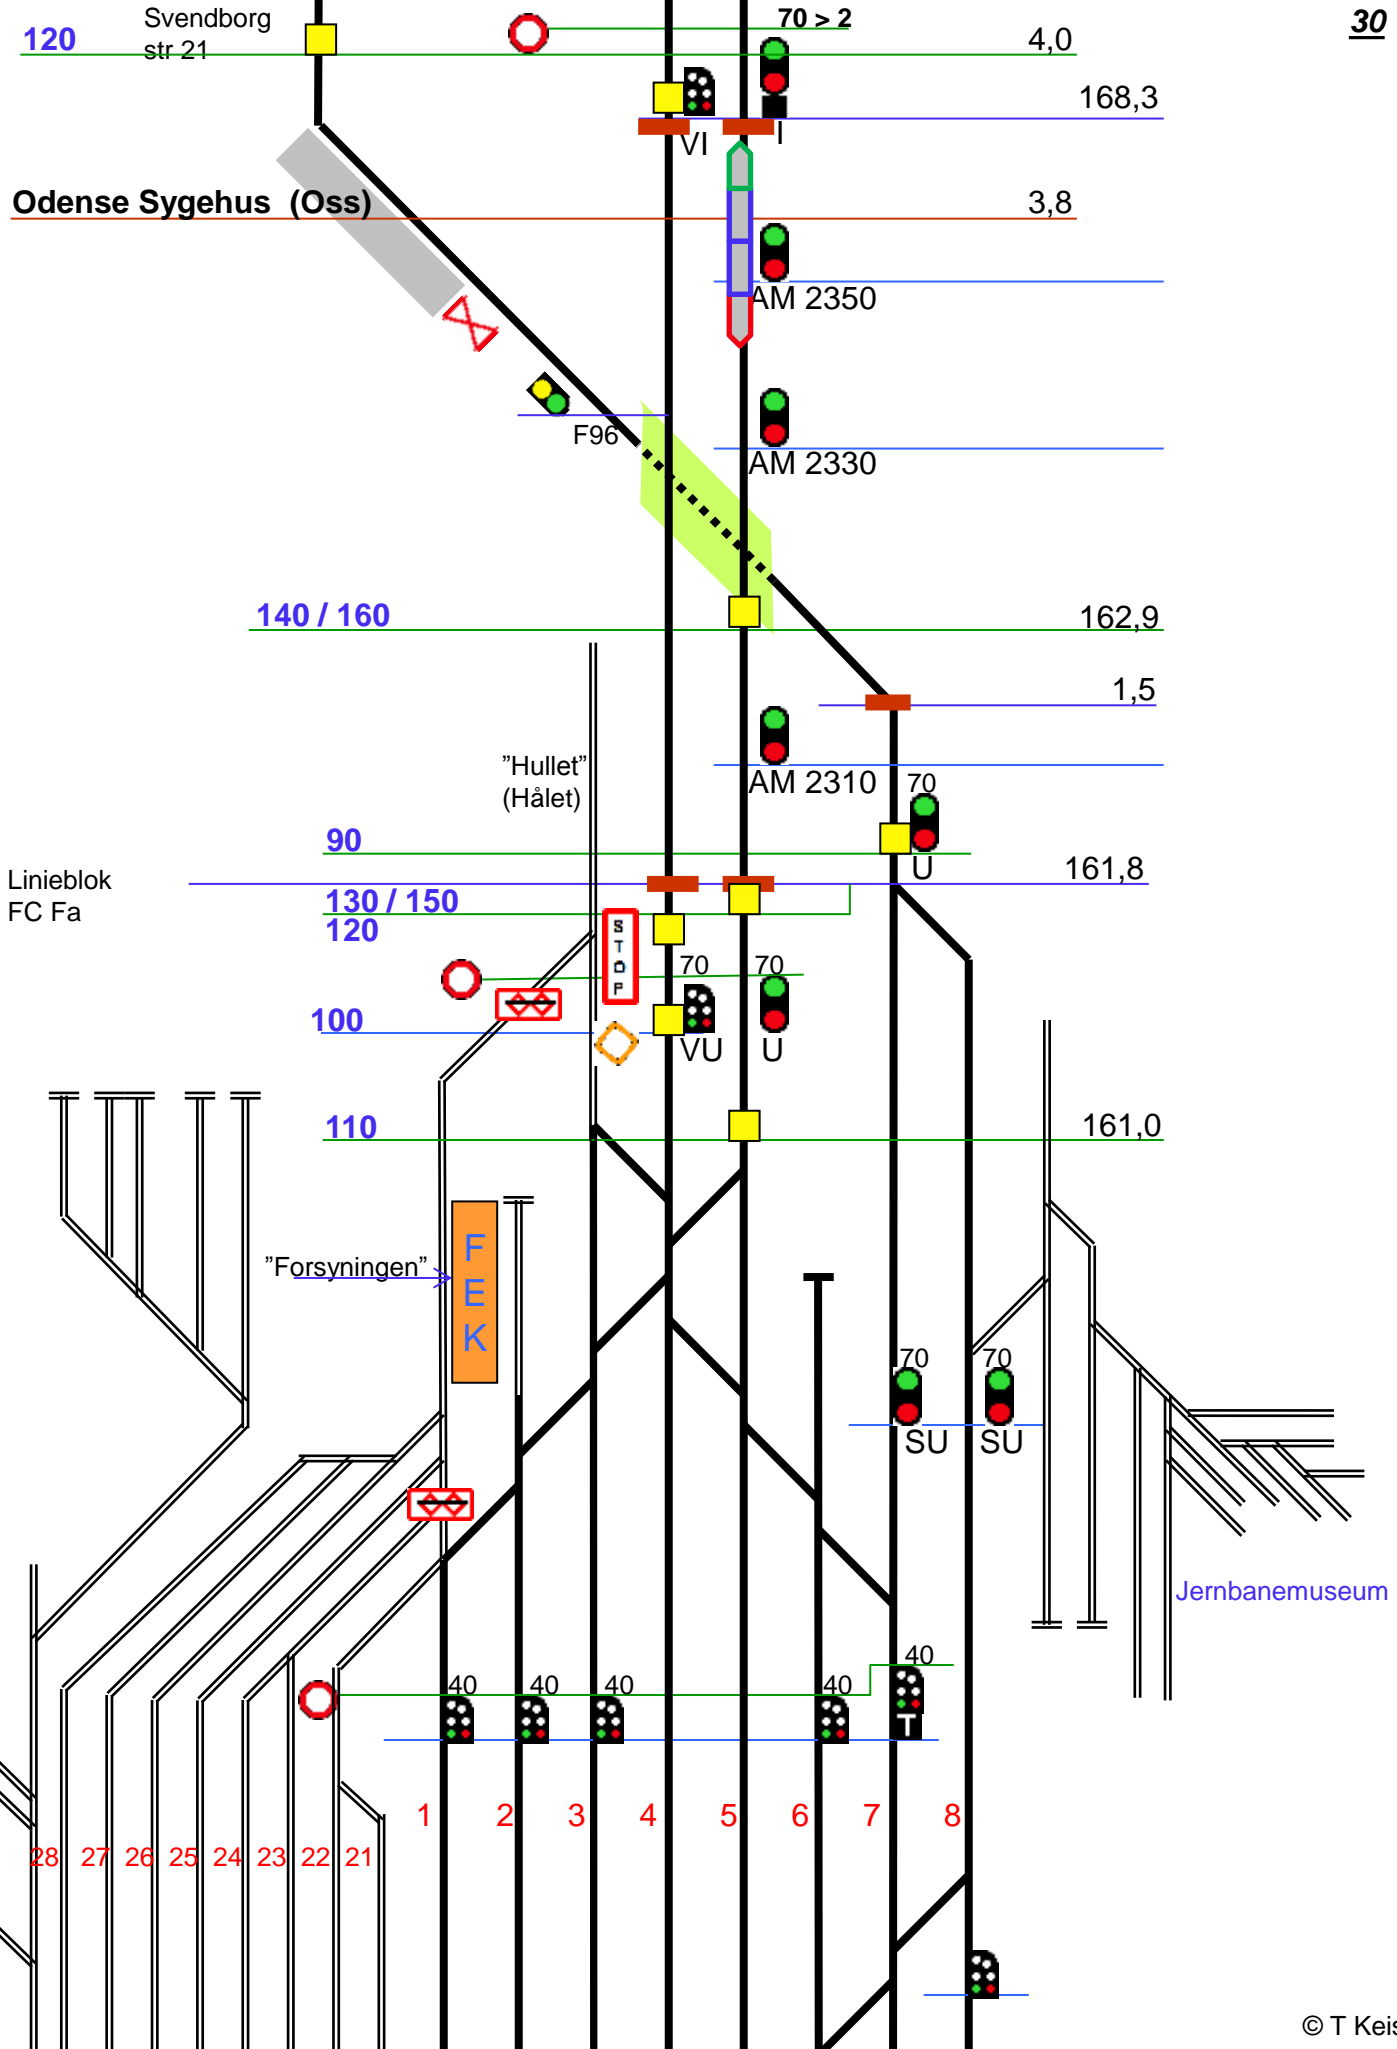 Svendborg
str 21
70 > 2
30
120
4,0
168,3
VI
I
Odense Sygehus (Oss)
3,8
AM 2350
F96
AM 2330
140 / 160
162,9
1,5
"Hullet"
(Hålet)
AM 2310
70
90
U
Linieblok
FC Fa
161,8
130 / 150
120
STOP
70
70
100
VU
U
110
161,0
"Forsyningen"
F
E
K
70
70
SU
SU
Jernbanemuseum
40
40
40
40
40
T
1
2
3
4
5
6
7
8
28
27
26
25
24
23
22
21
© T Keis